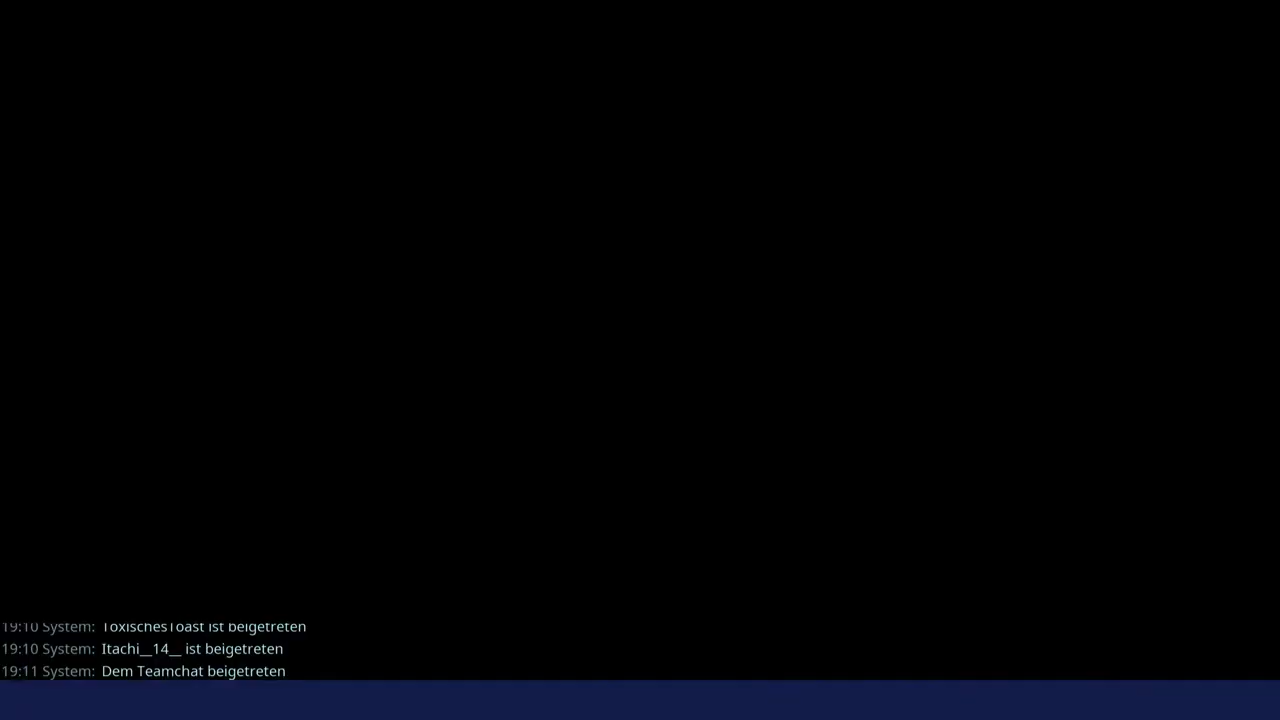 19:10 System: ToxischesToast ist beigetreten
19:10 System: Itachi__14__ ist beigetreten
19:11 System: Dem Teamchat beigetreten